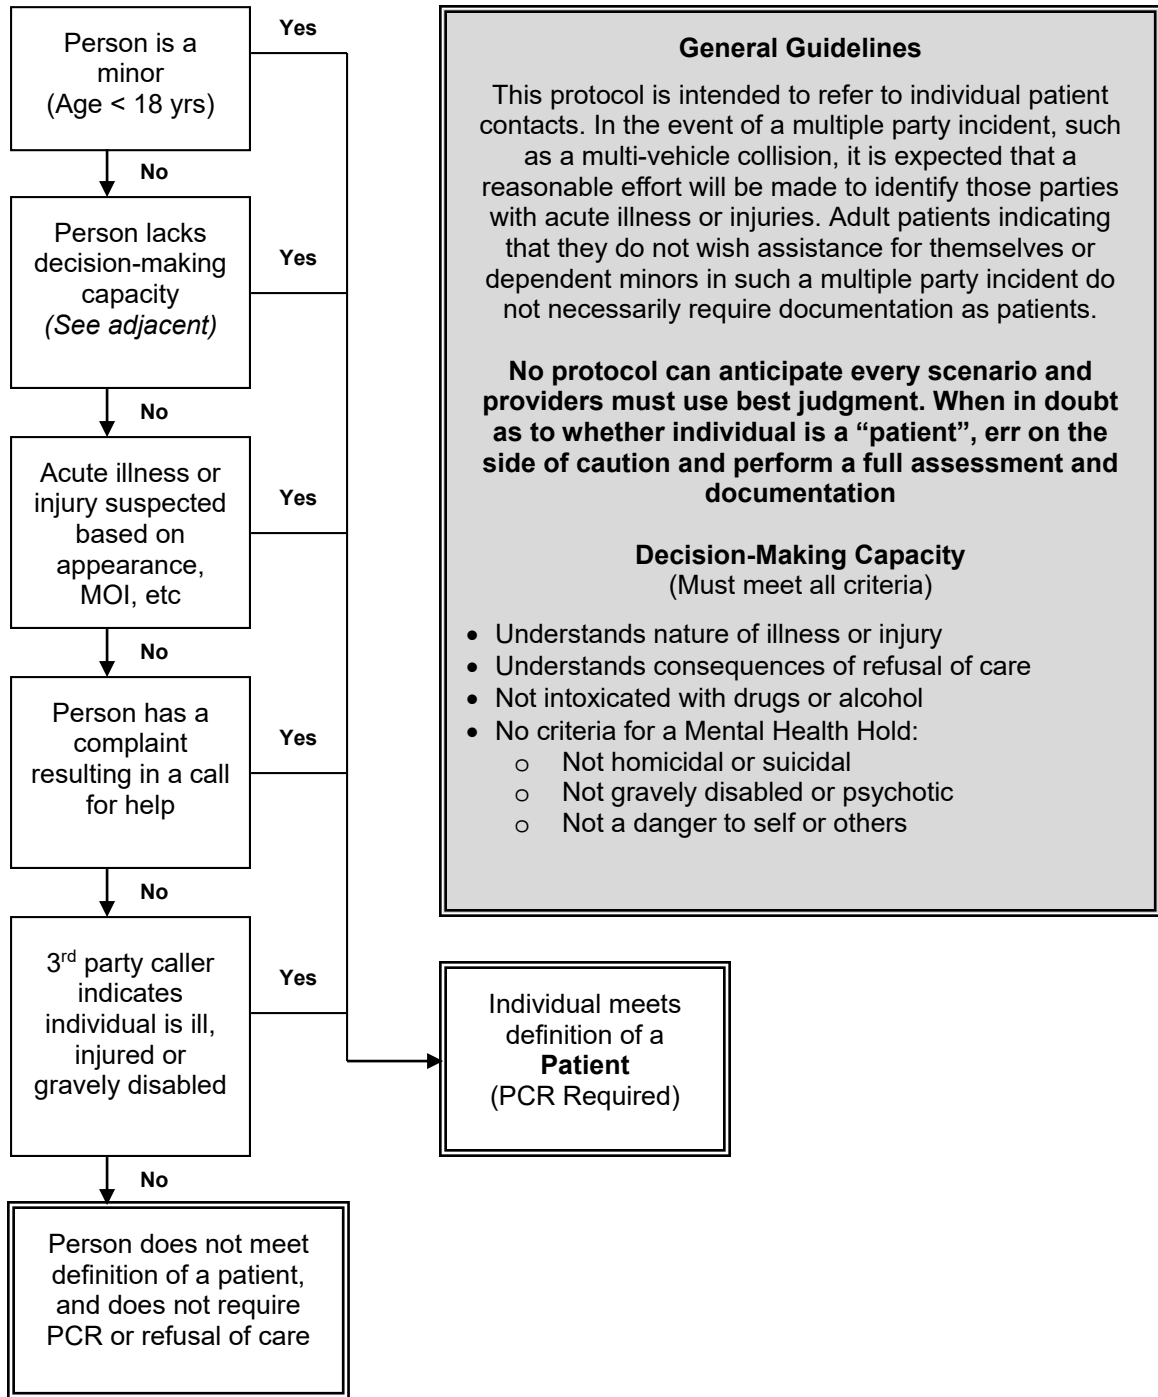 Person is a
minor
(Age < 18 yrs)
Yes
No
Person lacks
decision-making
capacity
(See adjacent)
Yes
No
Acute illness or
injury suspected
based on
appearance,
MOI, etc
Yes
No
Person has a
complaint
resulting in a call
for help
Yes
No
3rd party caller
indicates
individual is ill,
injured or
gravely disabled
Yes
No
Person does not meet
definition of a patient,
and does not require
PCR or refusal of care
General Guidelines
This protocol is intended to refer to individual patient
contacts. In the event of a multiple party incident, such
as a multi-vehicle collision, it is expected that a
reasonable effort will be made to identify those parties
with acute illness or injuries. Adult patients indicating
that they do not wish assistance for themselves or
dependent minors in such a multiple party incident do
not necessarily require documentation as patients.
No protocol can anticipate every scenario and
providers must use best judgment. When in doubt
as to whether individual is a “patient”, err on the
side of caution and perform a full assessment and
documentation
Decision-Making Capacity
(Must meet all criteria)
• Understands nature of illness or injury
• Understands consequences of refusal of care
• Not intoxicated with drugs or alcohol
• No criteria for a Mental Health Hold:
o Not homicidal or suicidal
o Not gravely disabled or psychotic
o Not a danger to self or others
Individual meets
definition of a
Patient
(PCR Required)